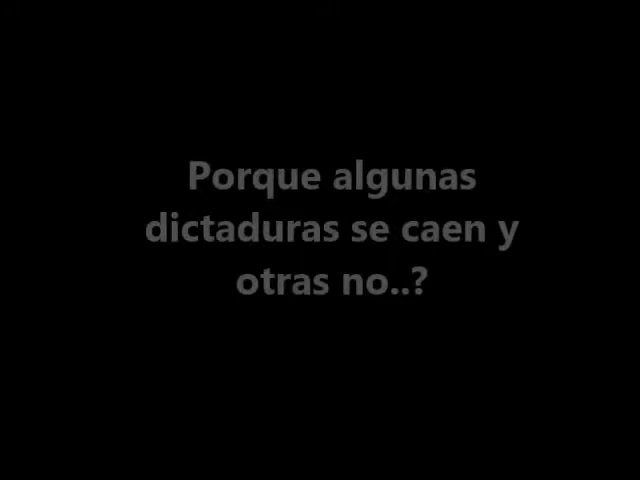 Porque algunas
dictaduras se caen y
otras no..?